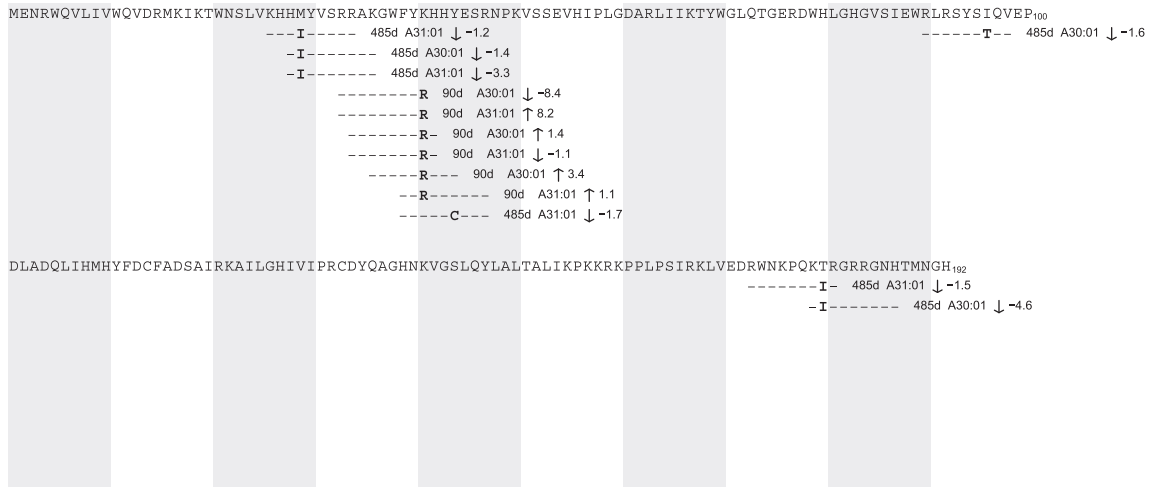 MENRWQVLIVWQVDRMKIKTWNSLVKHHMYVSRRAKGWFYKHHYESRNPKVSSEVHIPLGDARLIIKTYWGLQTGERDWHLGHGVSIEWRLRSYSIQVEP100
---I----- 485d A31:01 ↓ −1.2 ------T-- 485d A30:01 ↓ −1.6
-I------- 485d A30:01 ↓ −1.4
-I------- 485d A31:01 ↓ −3.3
--------R 90d A30:01 ↓ −8.4
--------R 90d A31:01 ↑ 8.2
-------R- 90d A30:01 ↑ 1.4
-------R- 90d A31:01 ↓ −1.1
-----R--- 90d A30:01 ↑ 3.4
--R------ 90d A31:01 ↑ 1.1
-----C--- 485d A31:01 ↓ −1.7
DLADQLIHMHYFDCFADSAIRKAILGHIVIPRCDYQAGHNKVGSLQYLALTALIKPKKRKPPLPSIRKLVEDRWNKPQKTRGRRGNHTMNGH192
-------I- 485d A31:01 ↓ −1.5
-I------- 485d A30:01 ↓ −4.6